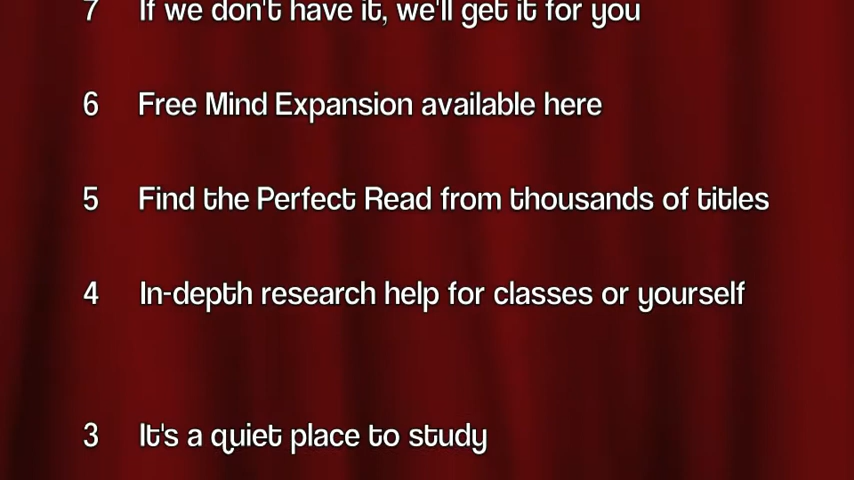 7 If we don't have it, we'll get it for you
6 Free Mind Expansion available here
5 Find the Perfect Read from thousands of titles
4 In-depth research help for classes or yourself
3 It's a quiet place to study